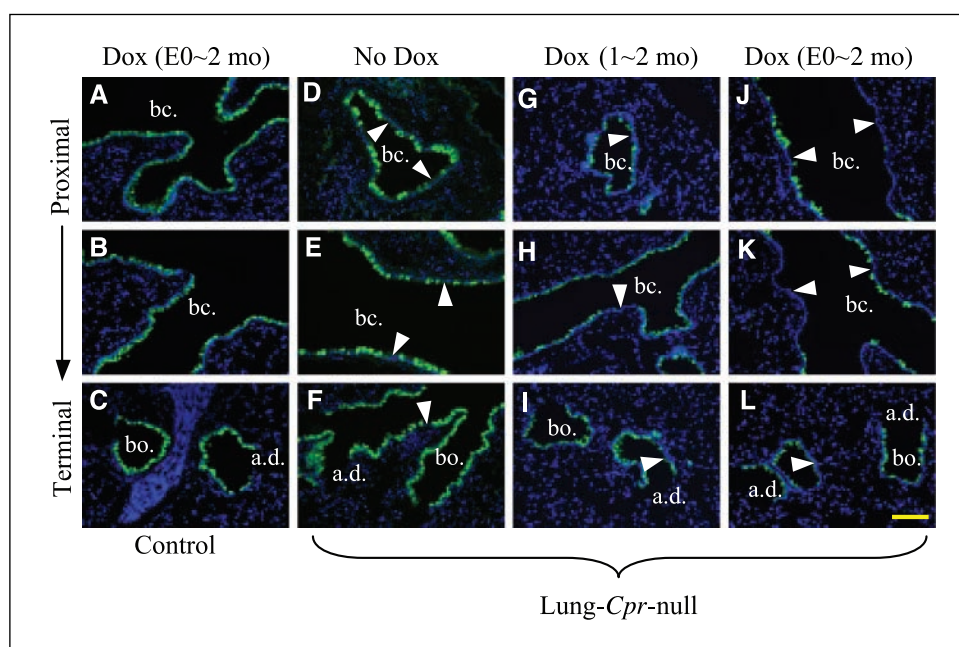 Dox (E0~2 mo) No Dox Dox (1~2 mo) Dox (E0~2 mo)
Proximal
Terminal
A bc.
D bc.
G bc.
J bc.
B bc.
E bc.
H bc.
K bc.
C bo. a.d.
F a.d. bo.
I bo. a.d.
L a.d. a.d. bo.
Control
Lung-Cpr-null